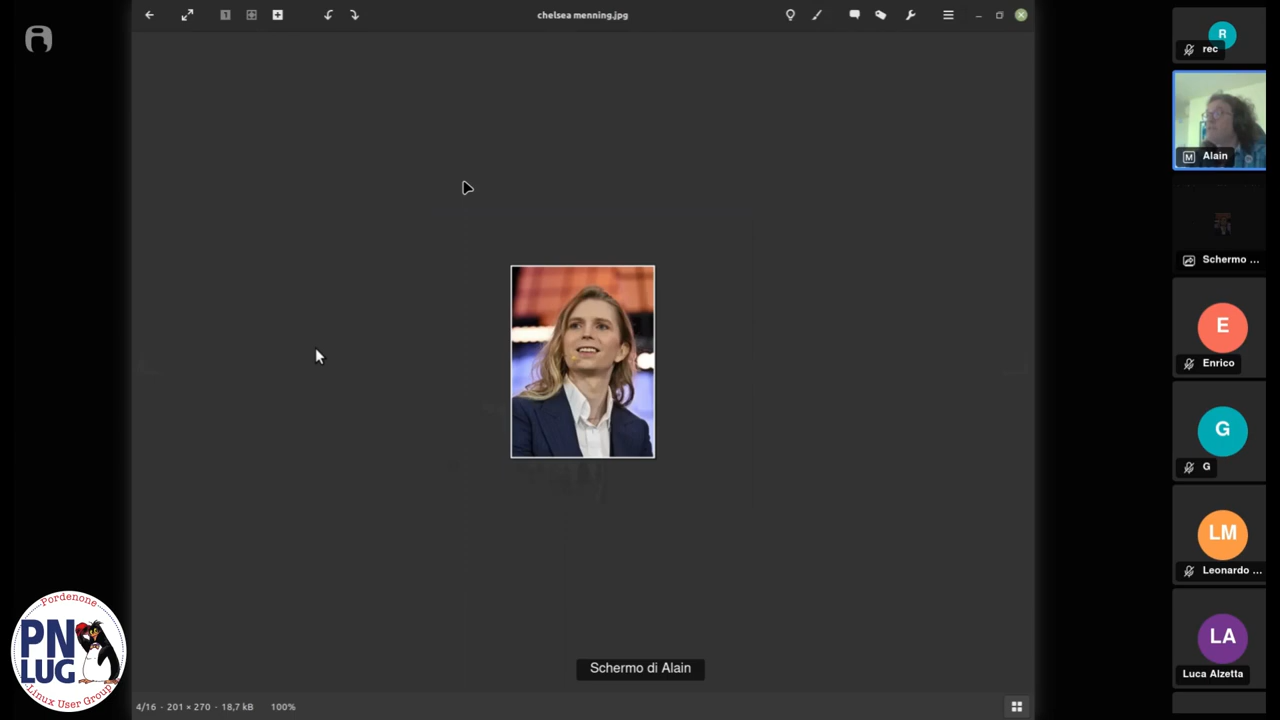 chelsea menning.jpg
R
rec
M
Alain
Schermo ...
E
Enrico
G
G
LM
Leonardo ...
LA
Luca Alzetta
Schermo di Alain
4/16 · 201 × 270 · 18,7 kB 100%
Pordenone
PN
LUG
Linux User Group